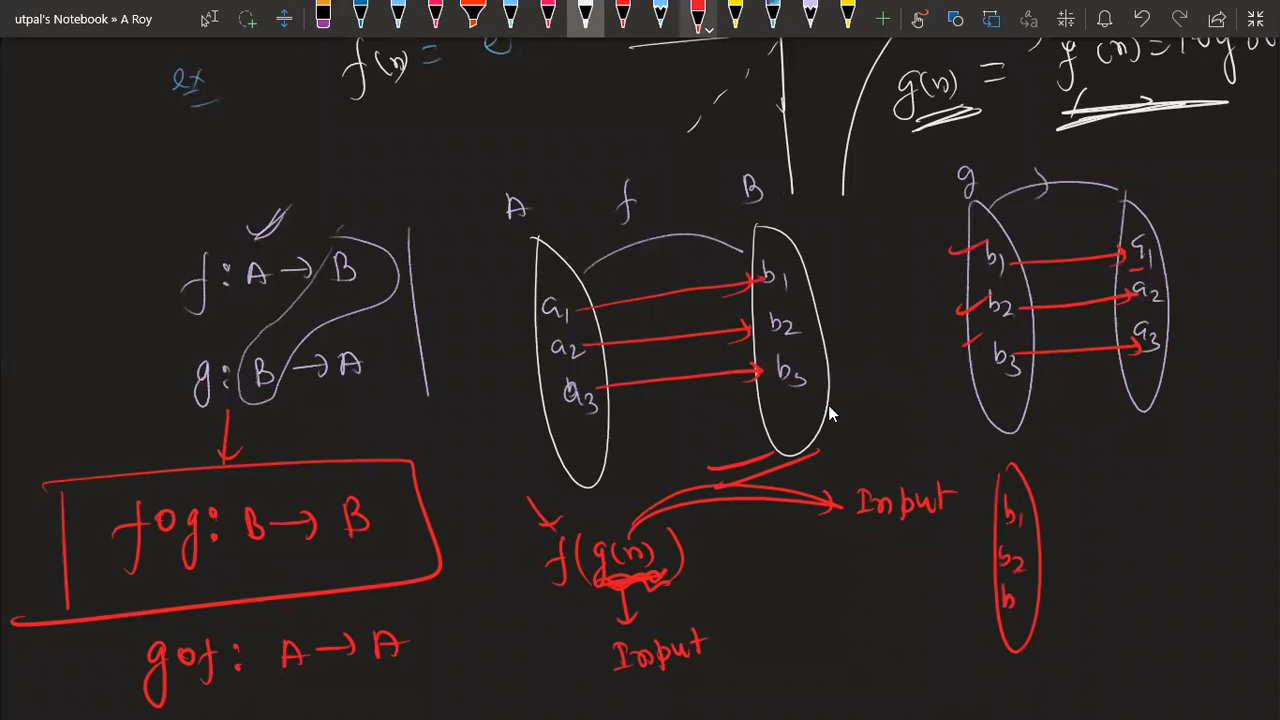 utpal's Notebook » A Roy
ex
f(n) =
g(n) = f (n) =
f: A → B
g: B → A
fog: B → B
gof: A → A
A f B
a1 b1
a2 b2
a3 b3
g
b1 a1
b2 a2
b3 a3
f(g(n))
Input
Input
b1
b2
b